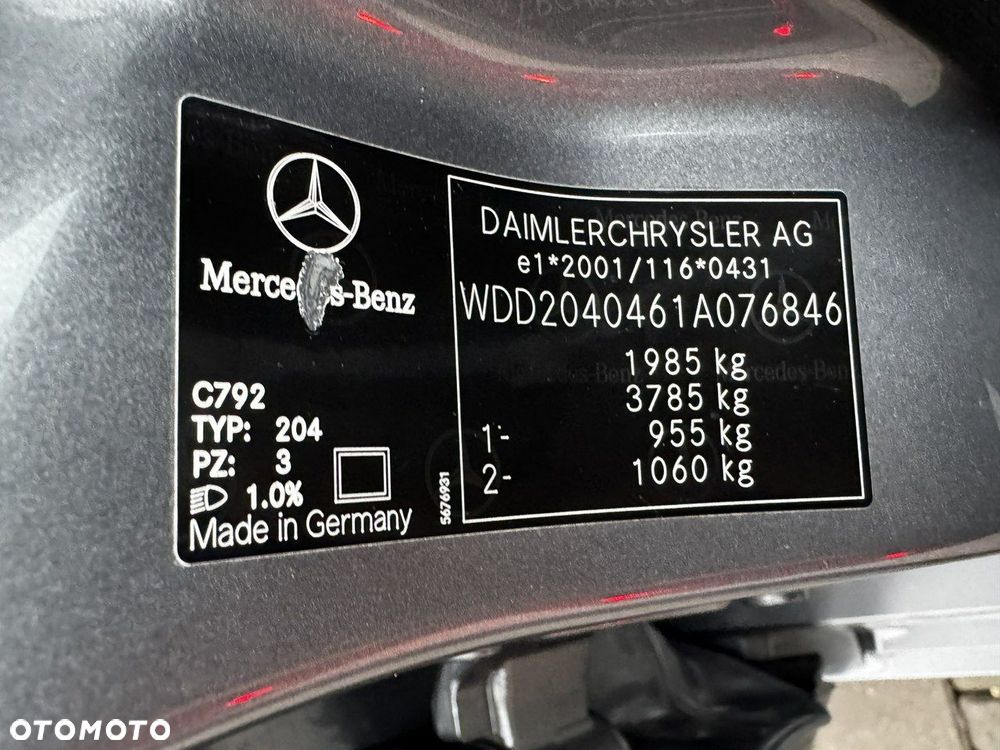 Mercedes-Benz
C792
TYP: 204
PZ: 3
1.0%
Made in Germany
5676931
DAIMLERCHRYSLER AG
e1*2001/116*0431
WDD2040461A076846
1985 kg
3785 kg
1- 955 kg
2- 1060 kg
OTOMOTO